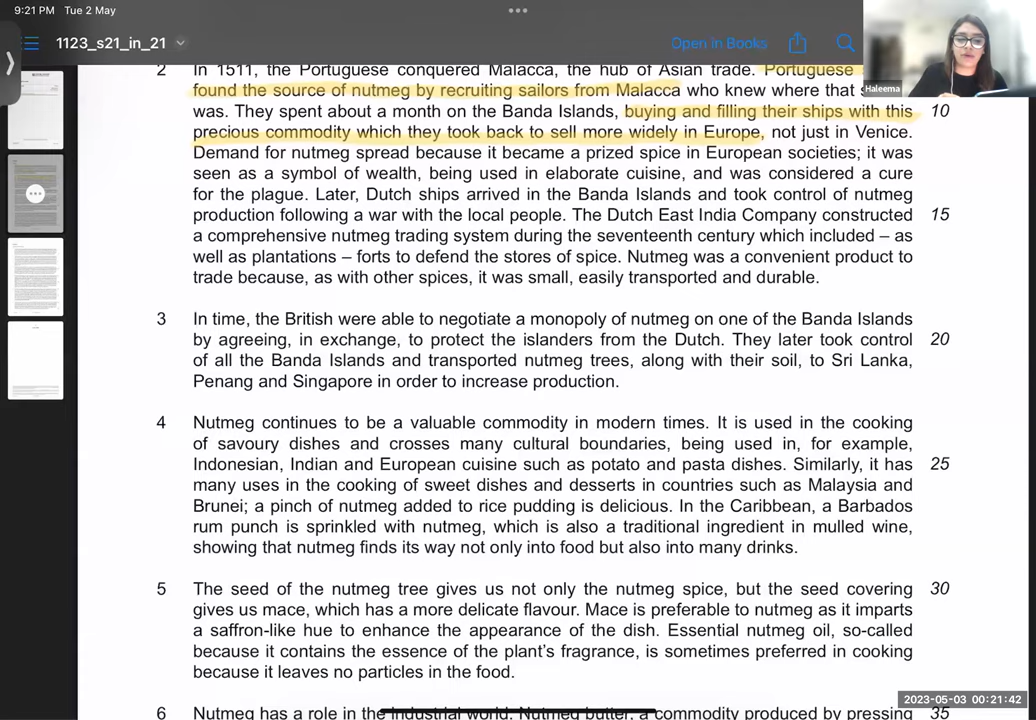 9:21 PM Tue 2 May
1123_s21_in_21
Open in Books
Haleema
2 In 1511, the Portuguese conquered Malacca, the hub of Asian trade. Portuguese
found the source of nutmeg by recruiting sailors from Malacca who knew where that
was. They spent about a month on the Banda Islands, buying and filling their ships with this 10
precious commodity which they took back to sell more widely in Europe, not just in Venice.
Demand for nutmeg spread because it became a prized spice in European societies; it was
seen as a symbol of wealth, being used in elaborate cuisine, and was considered a cure
for the plague. Later, Dutch ships arrived in the Banda Islands and took control of nutmeg
production following a war with the local people. The Dutch East India Company constructed 15
a comprehensive nutmeg trading system during the seventeenth century which included – as
well as plantations – forts to defend the stores of spice. Nutmeg was a convenient product to
trade because, as with other spices, it was small, easily transported and durable.
3 In time, the British were able to negotiate a monopoly of nutmeg on one of the Banda Islands
by agreeing, in exchange, to protect the islanders from the Dutch. They later took control 20
of all the Banda Islands and transported nutmeg trees, along with their soil, to Sri Lanka,
Penang and Singapore in order to increase production.
4 Nutmeg continues to be a valuable commodity in modern times. It is used in the cooking
of savoury dishes and crosses many cultural boundaries, being used in, for example,
Indonesian, Indian and European cuisine such as potato and pasta dishes. Similarly, it has 25
many uses in the cooking of sweet dishes and desserts in countries such as Malaysia and
Brunei; a pinch of nutmeg added to rice pudding is delicious. In the Caribbean, a Barbados
rum punch is sprinkled with nutmeg, which is also a traditional ingredient in mulled wine,
showing that nutmeg finds its way not only into food but also into many drinks.
5 The seed of the nutmeg tree gives us not only the nutmeg spice, but the seed covering 30
gives us mace, which has a more delicate flavour. Mace is preferable to nutmeg as it imparts
a saffron-like hue to enhance the appearance of the dish. Essential nutmeg oil, so-called
because it contains the essence of the plant's fragrance, is sometimes preferred in cooking
because it leaves no particles in the food.
2023-05-03 00:21:42
6 Nutmeg has a role in the industrial world. Nutmeg butter, a commodity produced by pressing 35